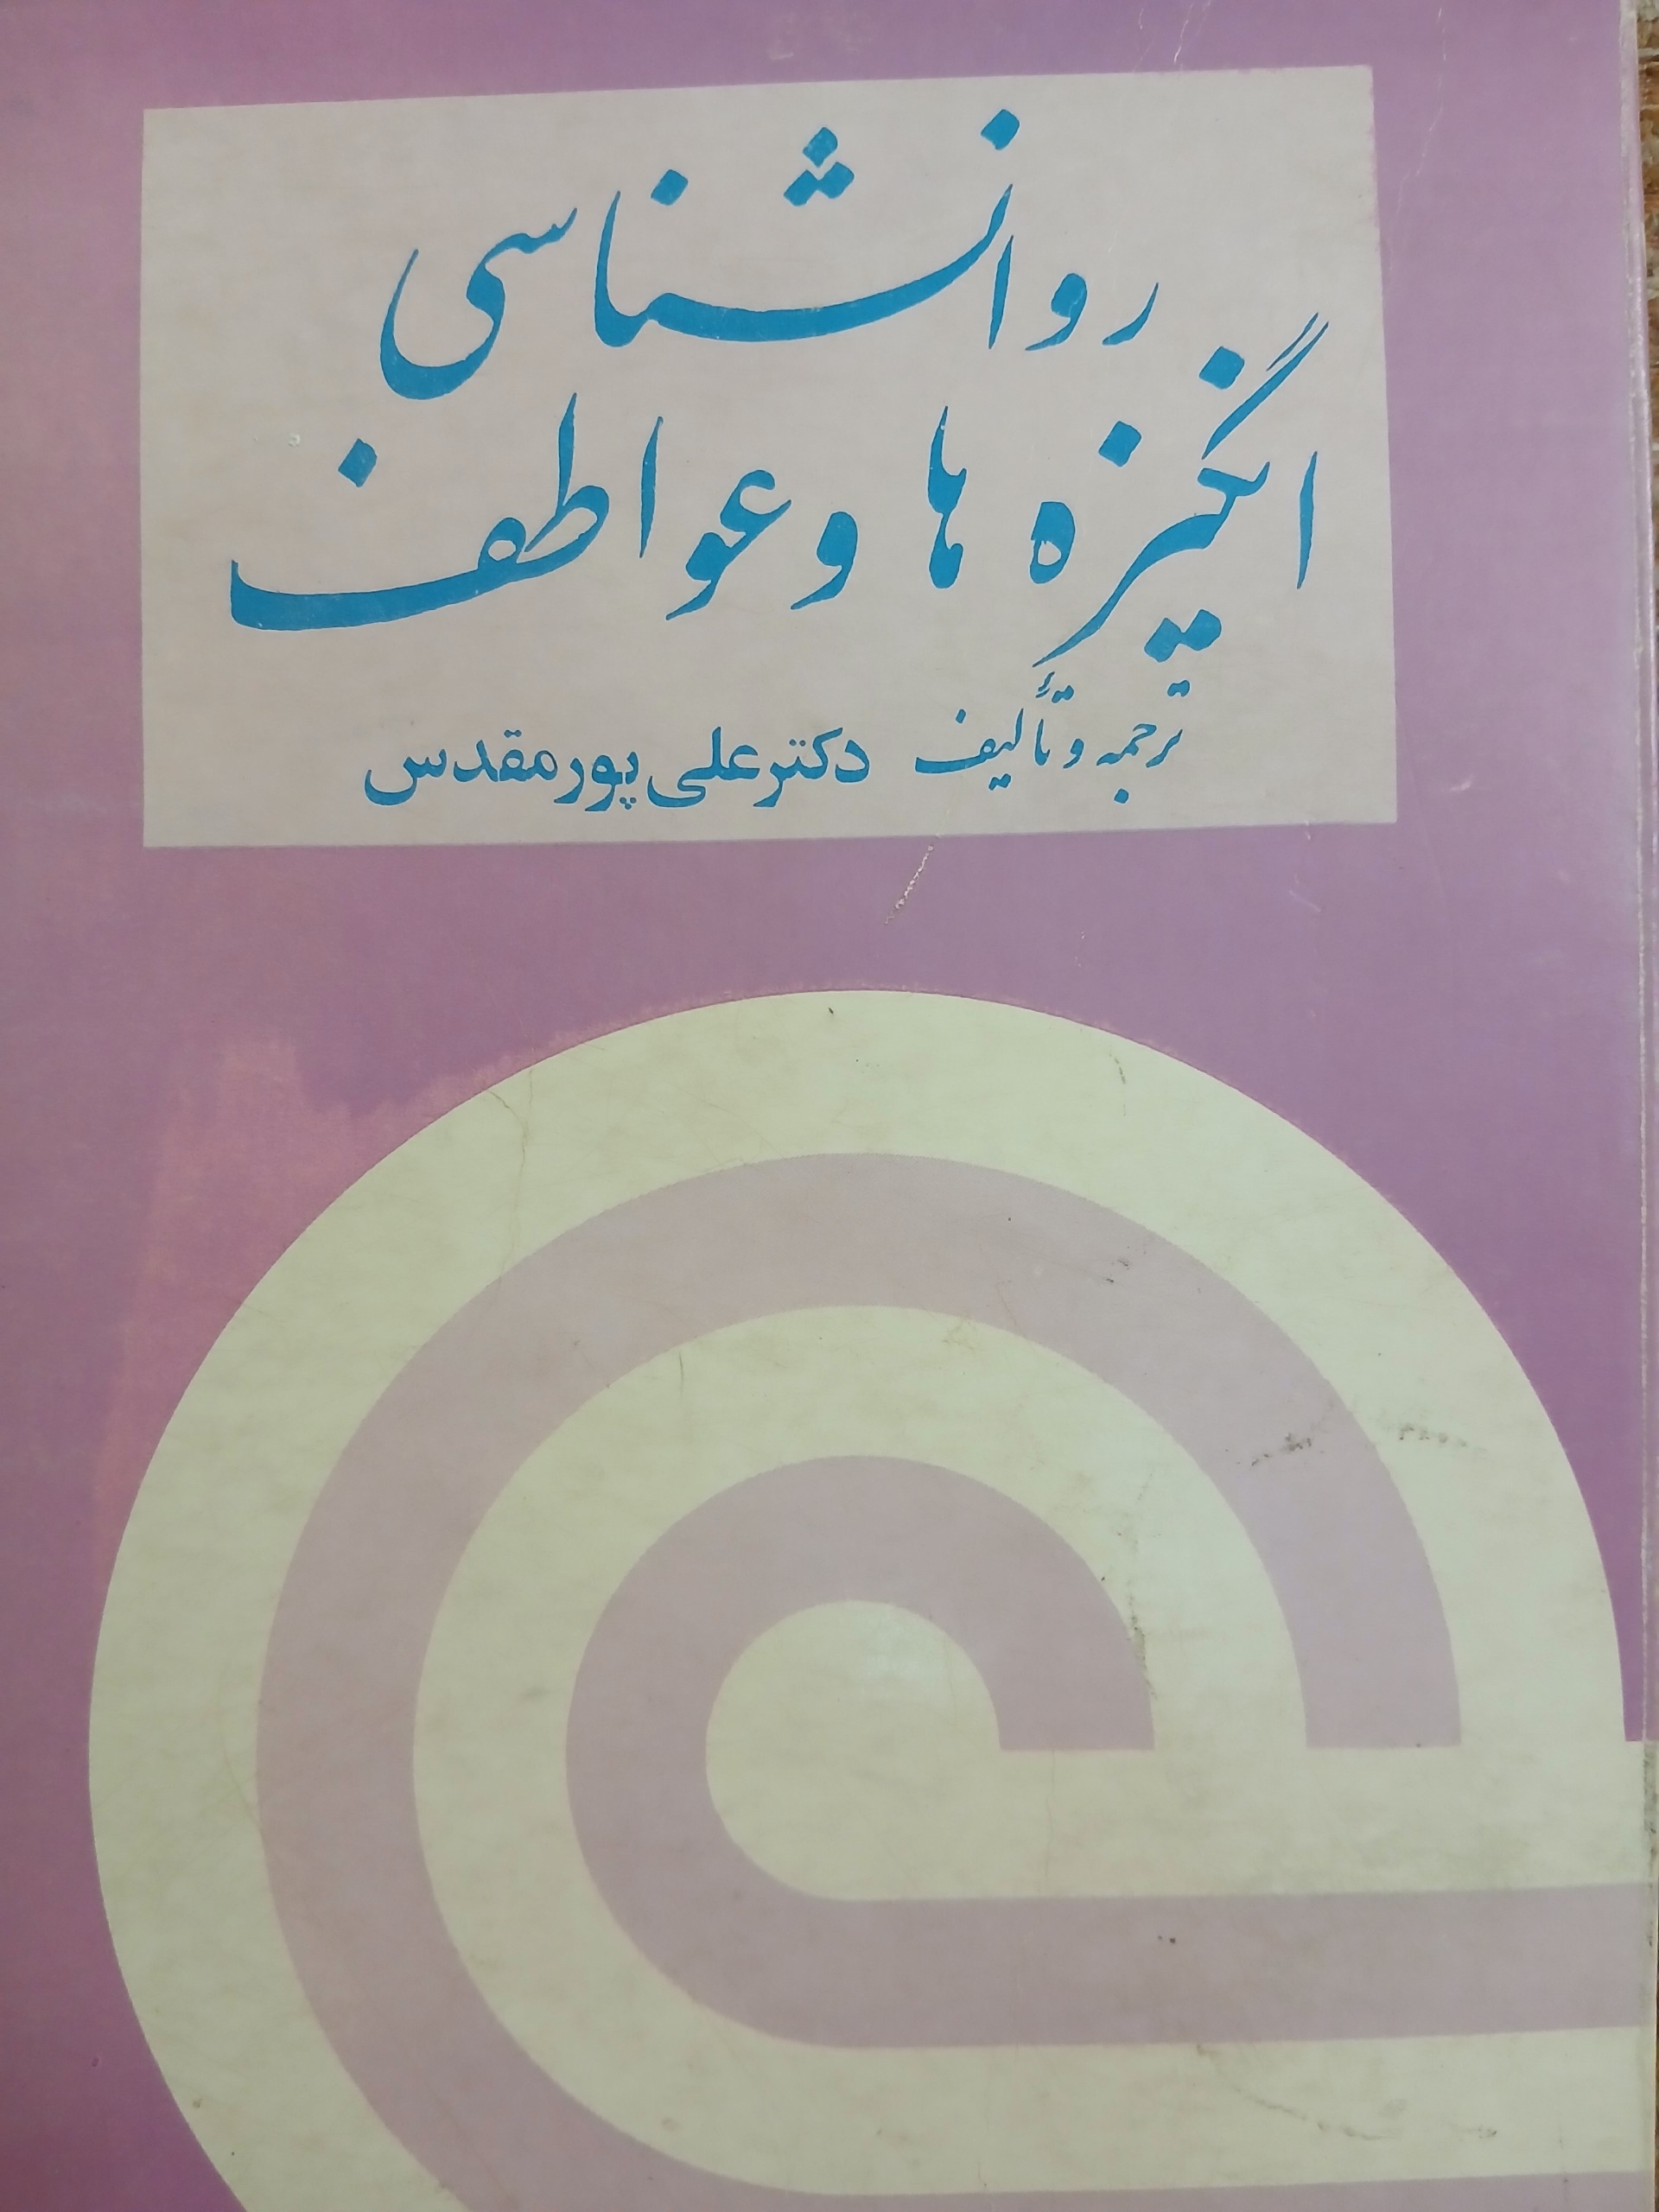 روانشناسی
انگیزه ها و عواطف
ترجمه و تألیف دکتر علی پورمقدس